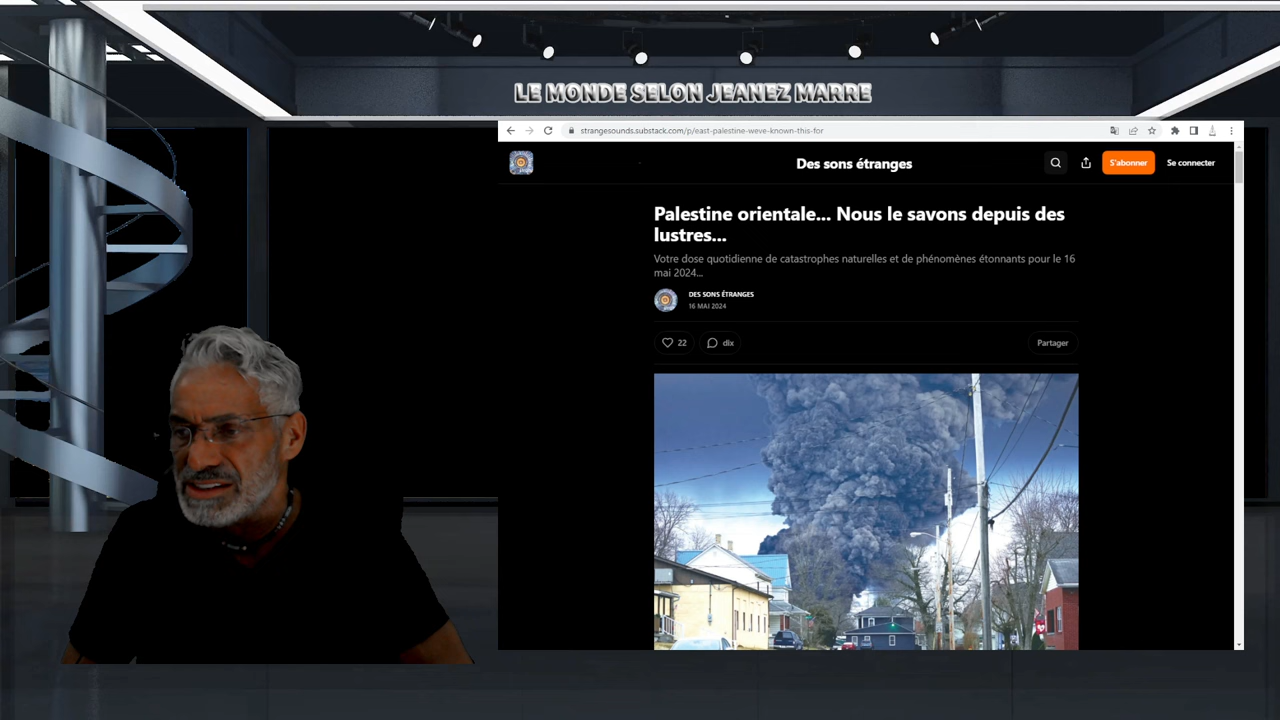 LE MONDE SELON JEANEZ MARRE
strangesounds.substack.com/p/east-palestine-weve-known-this-for
Des sons étranges
S'abonner
Se connecter
Palestine orientale... Nous le savons depuis des
lustres...
Votre dose quotidienne de catastrophes naturelles et de phénomènes étonnants pour le 16
mai 2024...
DES SONS ÉTRANGES
16 MAI 2024
22
dix
Partager